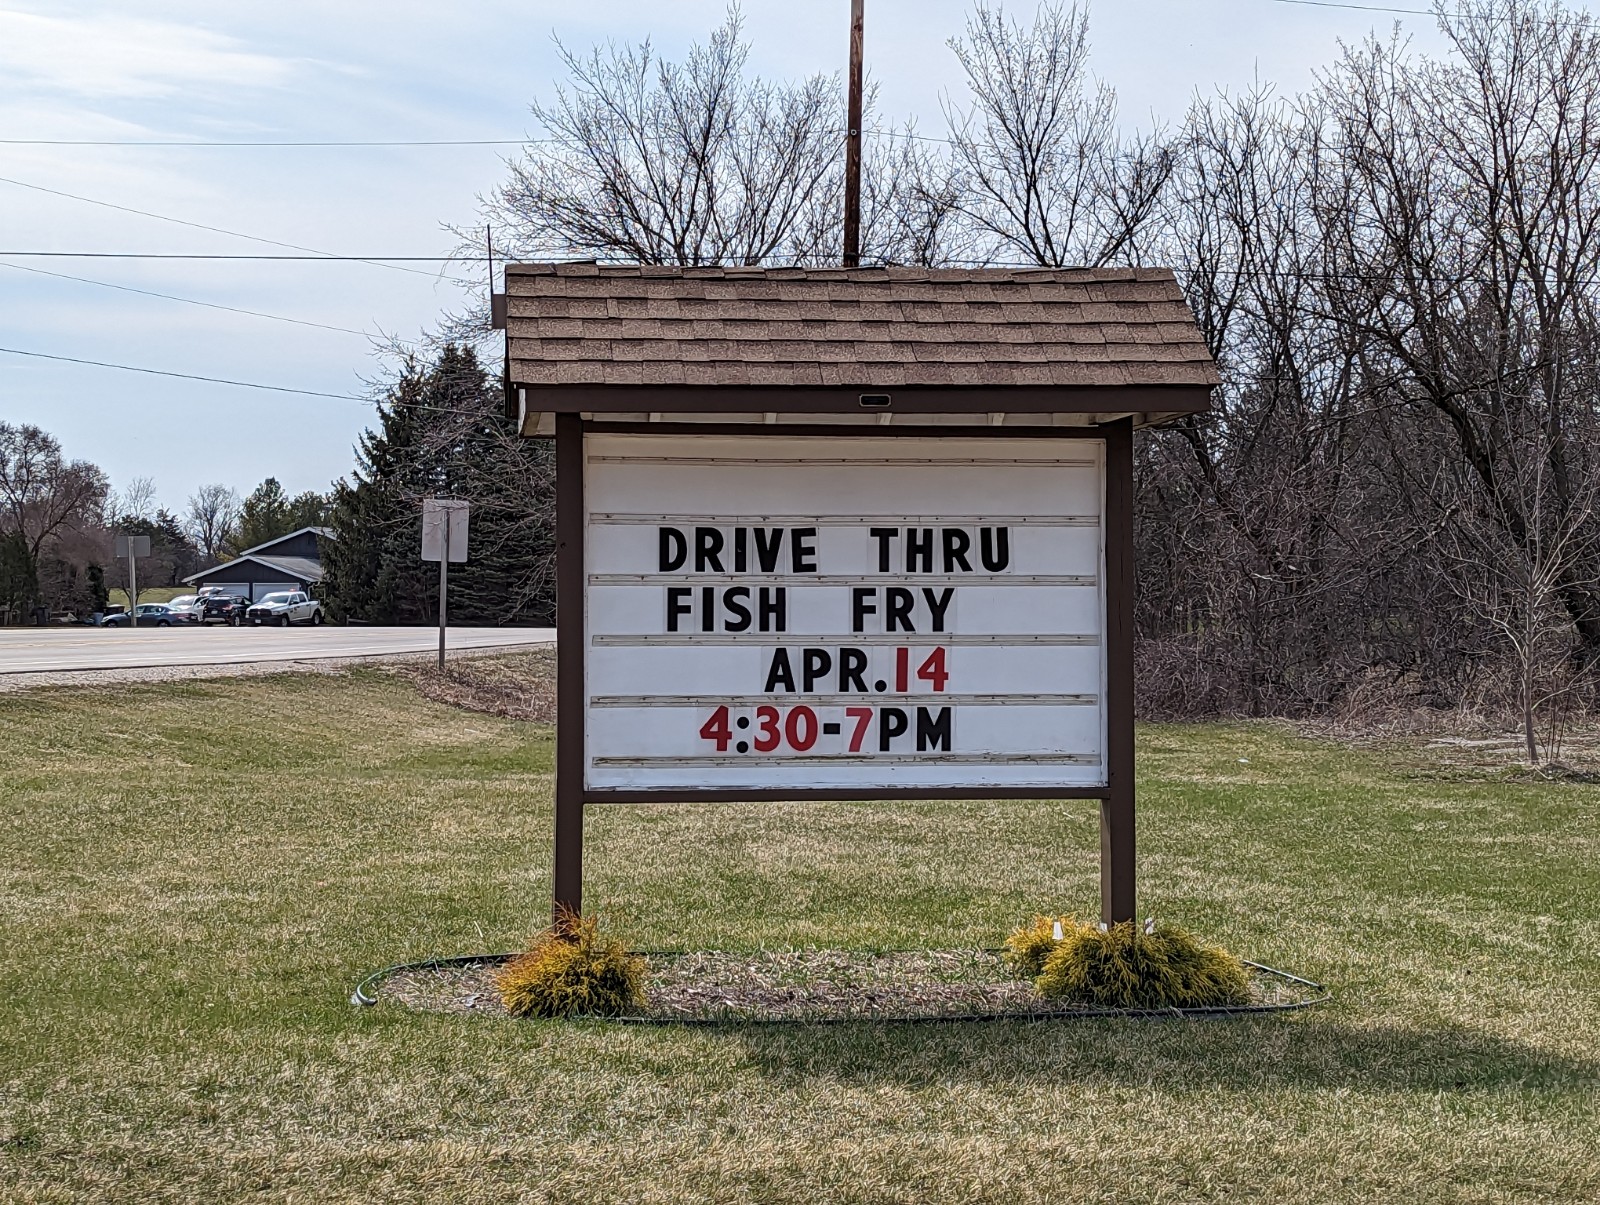 DRIVE THRU
FISH FRY
APR.14
4:30-7PM